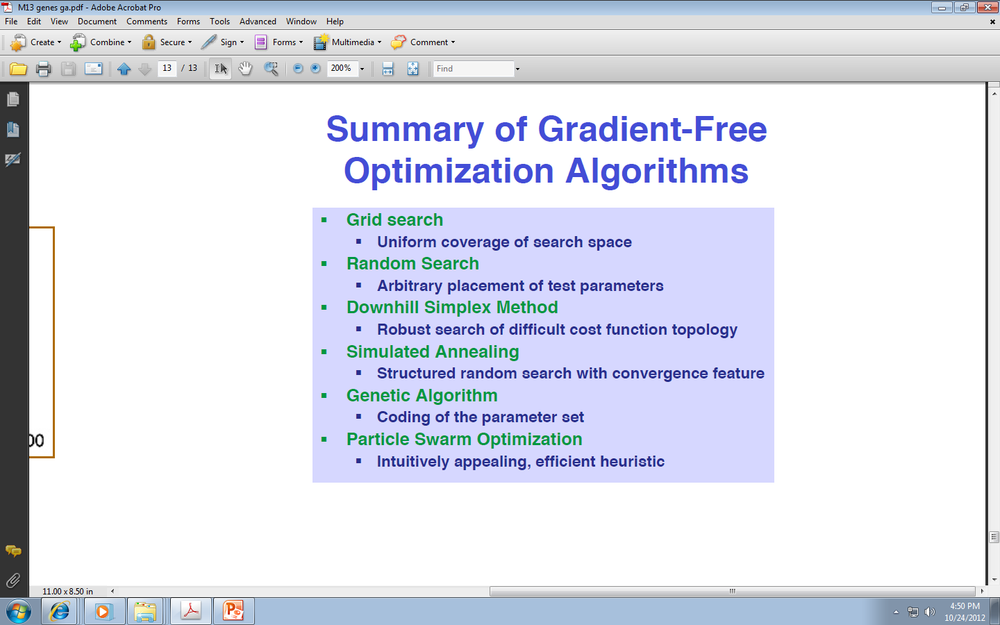 M13 genes ga.pdf - Adobe Acrobat Pro
File Edit View Document Comments Forms Tools Advanced Window Help
Create Combine Secure Sign Forms Multimedia Comment
13 / 13 200% Find
Summary of Gradient-Free
Optimization Algorithms
Grid search
Uniform coverage of search space
Random Search
Arbitrary placement of test parameters
Downhill Simplex Method
Robust search of difficult cost function topology
Simulated Annealing
Structured random search with convergence feature
Genetic Algorithm
Coding of the parameter set
00
Particle Swarm Optimization
Intuitively appealing, efficient heuristic
11.00 x 8.50 in
4:50 PM
10/24/2012